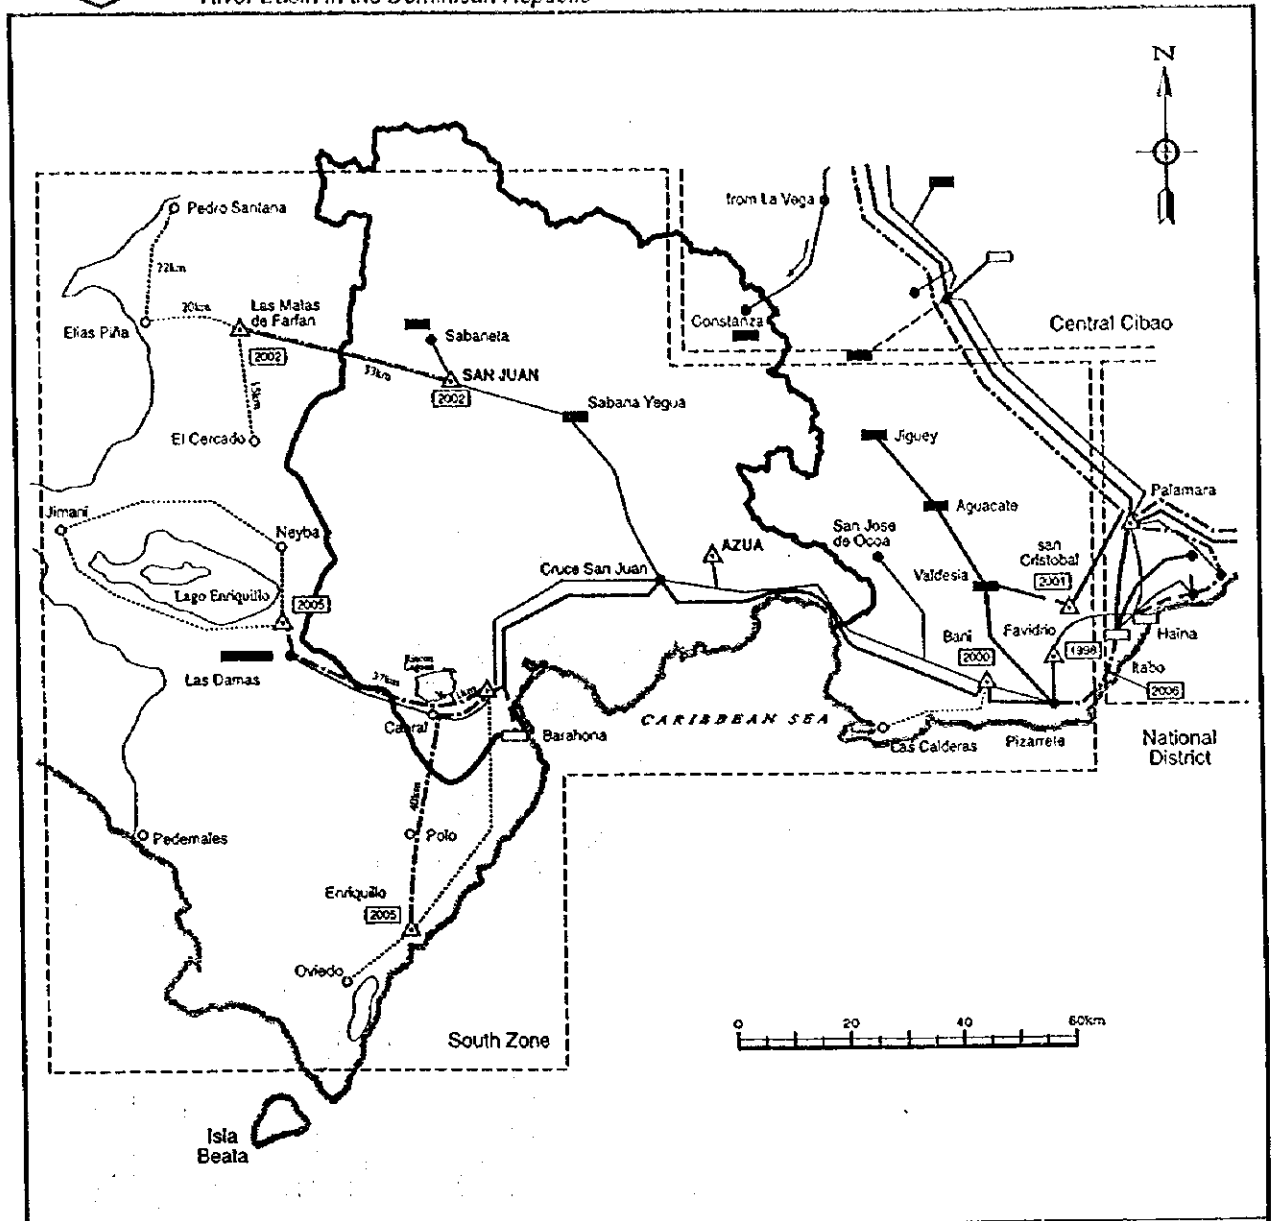 River Basin in the Dominican Republic
N
Pedro Santana
22km
20km
Elias Piña
Las Matas
de Farfan
2002
15km
El Cercado
33km
Sabaneta
SAN JUAN
2002
Sabana Yegua
from La Vega
Constanza
Central Cibao
Jiguey
Aguacate
Palamara
San Jose
de Ocoa
san
Cristobal
2001
Valdesia
AZUA
Cruce San Juan
Jimani
Neyba
Lago Enriquillo
2005
Las Damas
37km
Cabral
Barahona
CARIBBEAN SEA
Bani
2000
Favidrio
1998
Haina
Itabo
2006
Las Calderas
Pizarrete
National
District
40km
Polo
Pedernales
Enriquillo
2005
Oviedo
South Zone
0
20
40
60km
Isla
Beata